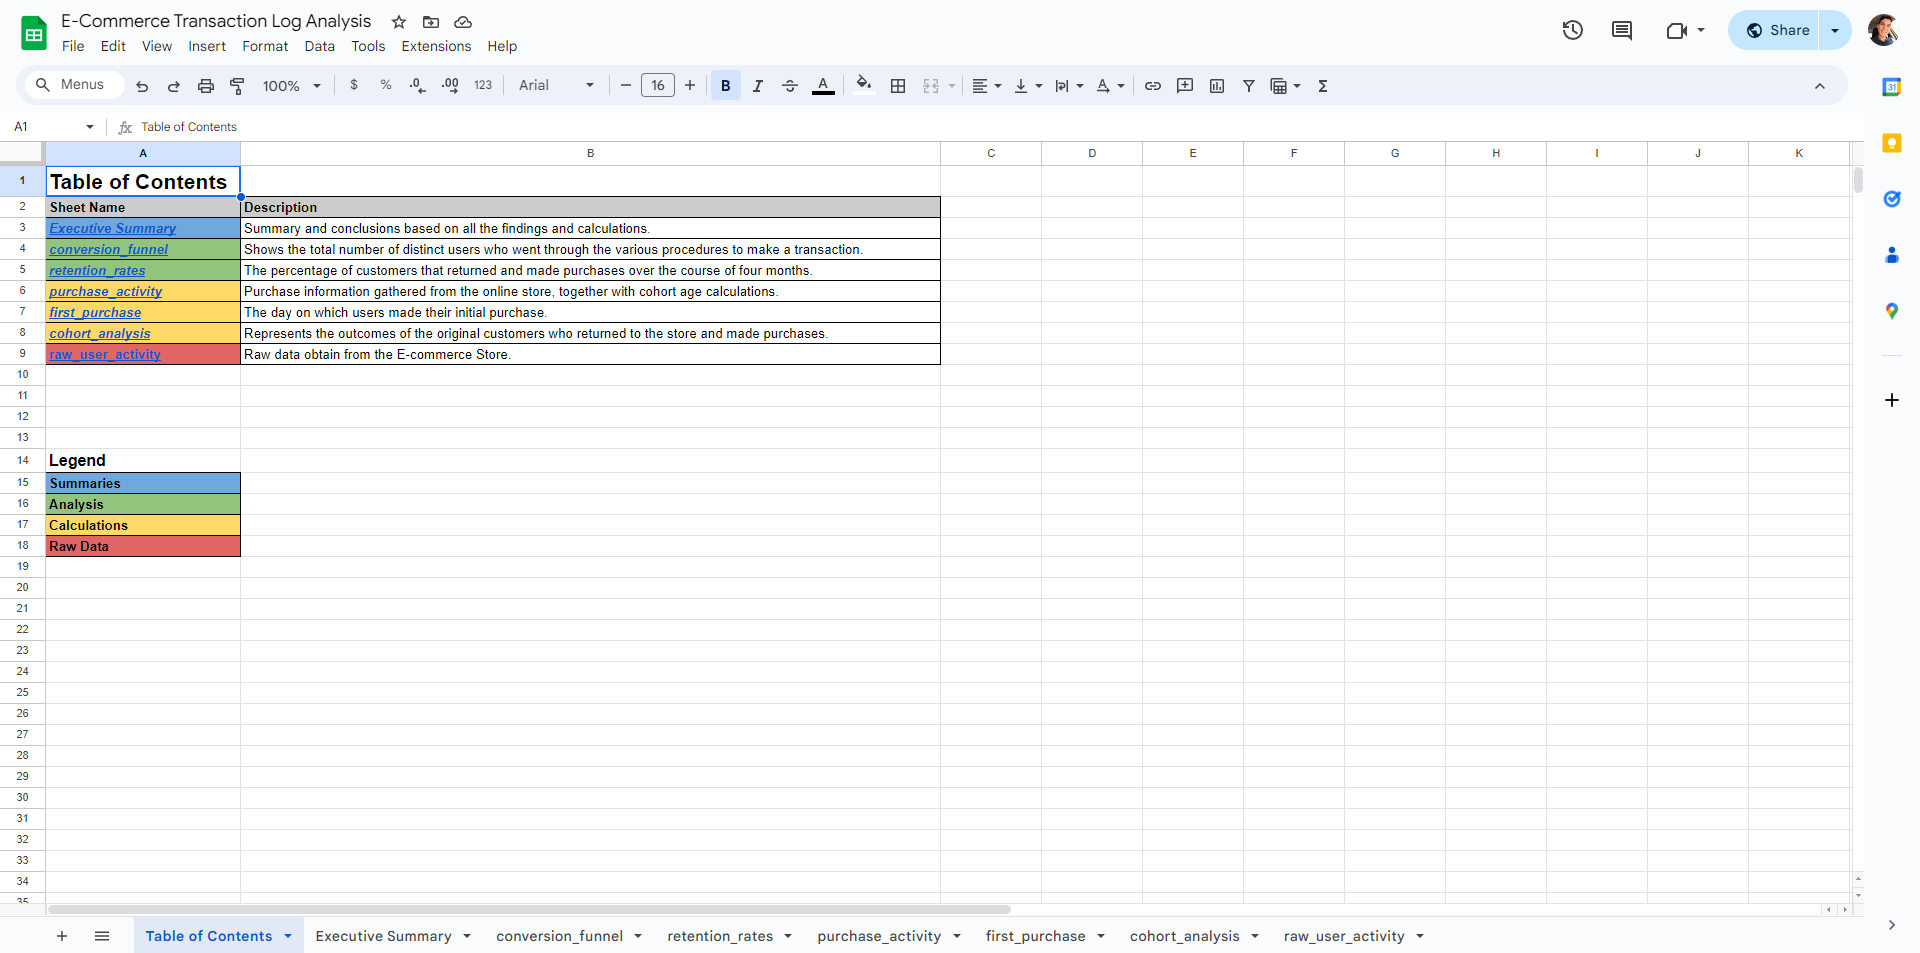 E-Commerce Transaction Log Analysis
File Edit View Insert Format Data Tools Extensions Help
Share
Menus 100% $ % .0 .00 123 Arial 16 B I A A Σ
A1 fx Table of Contents
A B C D E F G H I J K
1 Table of Contents
2 Sheet Name Description
3 Executive Summary Summary and conclusions based on all the findings and calculations.
4 conversion_funnel Shows the total number of distinct users who went through the various procedures to make a transaction.
5 retention_rates The percentage of customers that returned and made purchases over the course of four months.
6 purchase_activity Purchase information gathered from the online store, together with cohort age calculations.
7 first_purchase The day on which users made their initial purchase.
8 cohort_analysis Represents the outcomes of the original customers who returned to the store and made purchases.
9 raw_user_activity Raw data obtain from the E-commerce Store.
10
11
12
13
14 Legend
15 Summaries
16 Analysis
17 Calculations
18 Raw Data
19
20
21
22
23
24
25
26
27
28
29
30
31
32
33
34
35
Table of Contents Executive Summary conversion_funnel retention_rates purchase_activity first_purchase cohort_analysis raw_user_activity
31